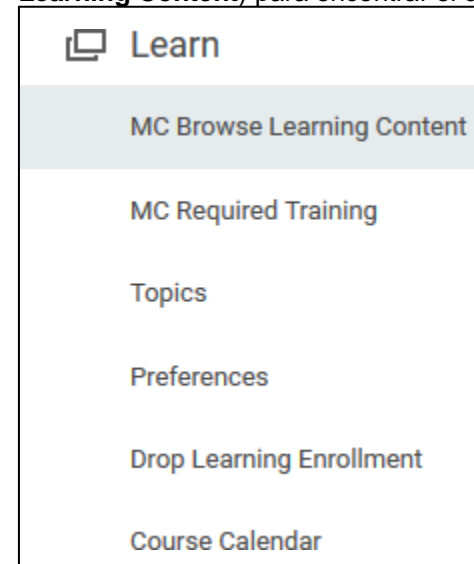 Learning Content) para encontrar el
Learn
MC Browse Learning Content
MC Required Training
Topics
Preferences
Drop Learning Enrollment
Course Calendar